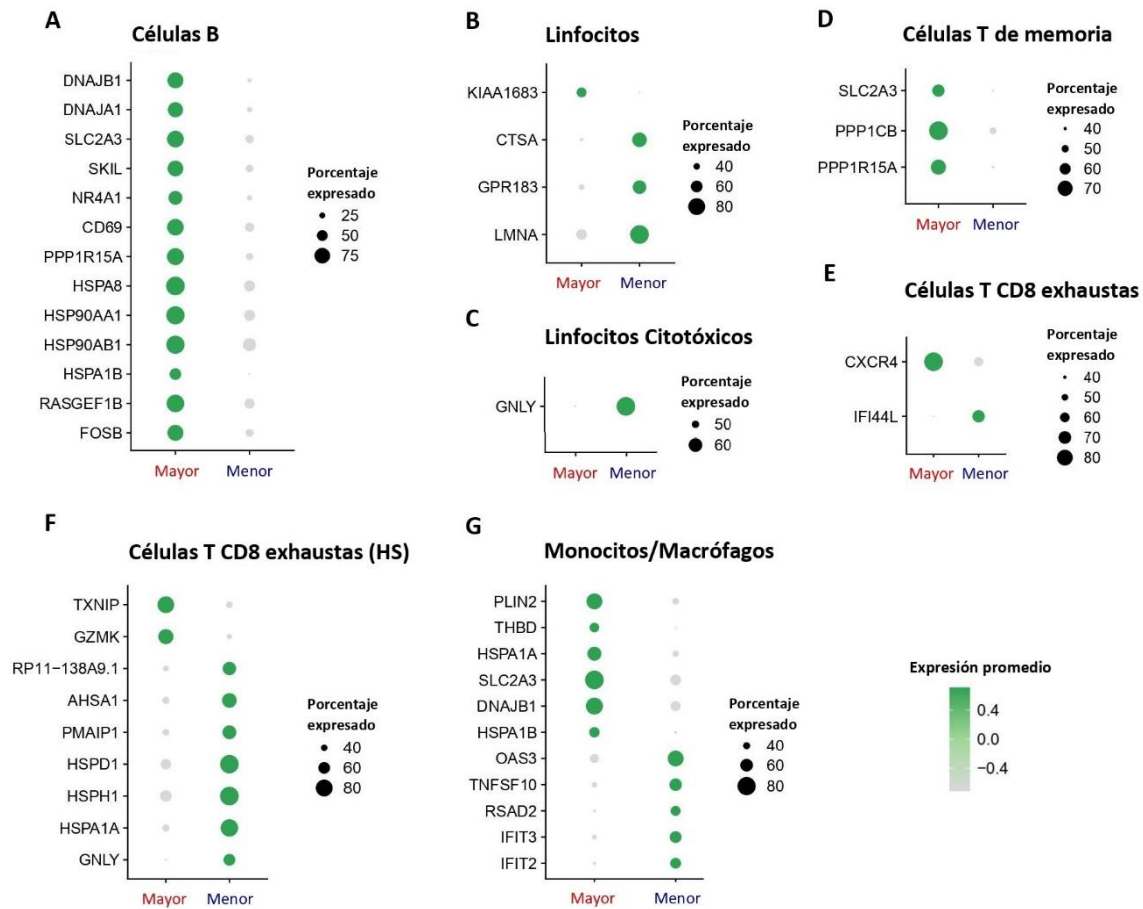 A
Células B
DNAJB1
DNAJA1
SLC2A3
SKIL
NR4A1
CD69
PPP1R15A
HSPA8
HSP90AA1
HSP90AB1
HSPA1B
RASGEF1B
FOSB
Mayor Menor
Porcentaje
expresado
25
50
75
B
Linfocitos
KIAA1683
CTSA
GPR183
LMNA
Mayor Menor
Porcentaje
expresado
40
60
80
C
Linfocitos Citotóxicos
GNLY
Mayor Menor
Porcentaje
expresado
50
60
D
Células T de memoria
SLC2A3
PPP1CB
PPP1R15A
Mayor Menor
Porcentaje
expresado
40
50
60
70
E
Células T CD8 exhaustas
CXCR4
IFI44L
Mayor Menor
Porcentaje
expresado
40
50
60
70
80
F
Células T CD8 exhaustas (HS)
TXNIP
GZMK
RP11−138A9.1
AHSA1
PMAIP1
HSPD1
HSPH1
HSPA1A
GNLY
Mayor Menor
Porcentaje
expresado
40
60
80
G
Monocitos/Macrófagos
PLIN2
THBD
HSPA1A
SLC2A3
DNAJB1
HSPA1B
OAS3
TNFSF10
RSAD2
IFIT3
IFIT2
Mayor Menor
Porcentaje
expresado
40
60
80
Expresión promedio
0.4
0.0
−0.4